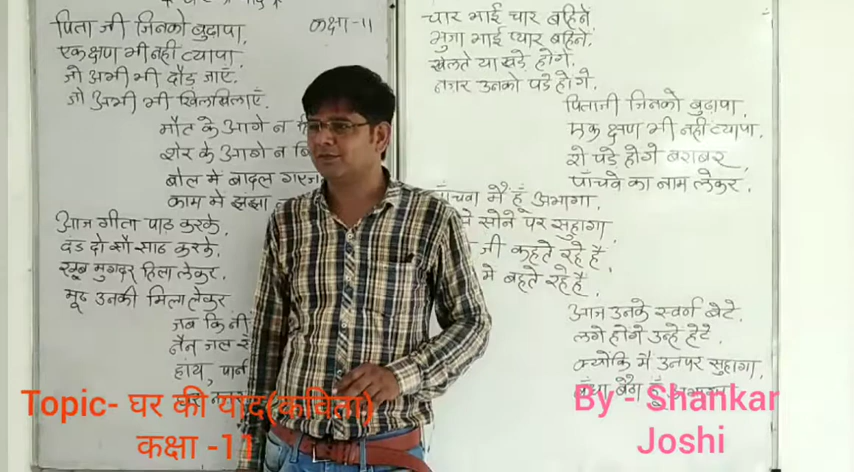 कक्षा -11
पिता जी जिनको बुढापा,
एक क्षण भी नहीं व्यापा,
जो अभी भी दौड जाएँ,
जो अभी भी खिलखिलाएँ.
मौत के आगे न
शेर के आगे न
बोल में बादल गरज
काम में झझा
आज गीता पाठ करके,
दंड दो सौ साठ करके,
खूब मुगदर हिला लेकर,
मूठ उनकी मिला लेकर
जब कि नी
नैन जल से
हाय, पानी
चार भाई चार बहिने
भुजा भाई प्यार बहिने,
खेलते या खडे होंगे,
नजर उनको पडे होगे.
पिताजी जिनको बुढापा,
एक क्षण भी नहीं व्यापा,
रो पडे होगे बराबर,
पाँचवे का नाम लेकर,
पाँचवा मैं हूँ अभागा,
सोने पर सुहागा
जी कहते रहे है,
मे बहते रहे है,
आज उनके स्वर्ण बेटे,
लगे होंगे उन्हे हेटे,
क्योंकि मै उनपर सुहागा,
Topic- घर की याद(कविता)
कक्षा -11
By - Shankar
Joshi